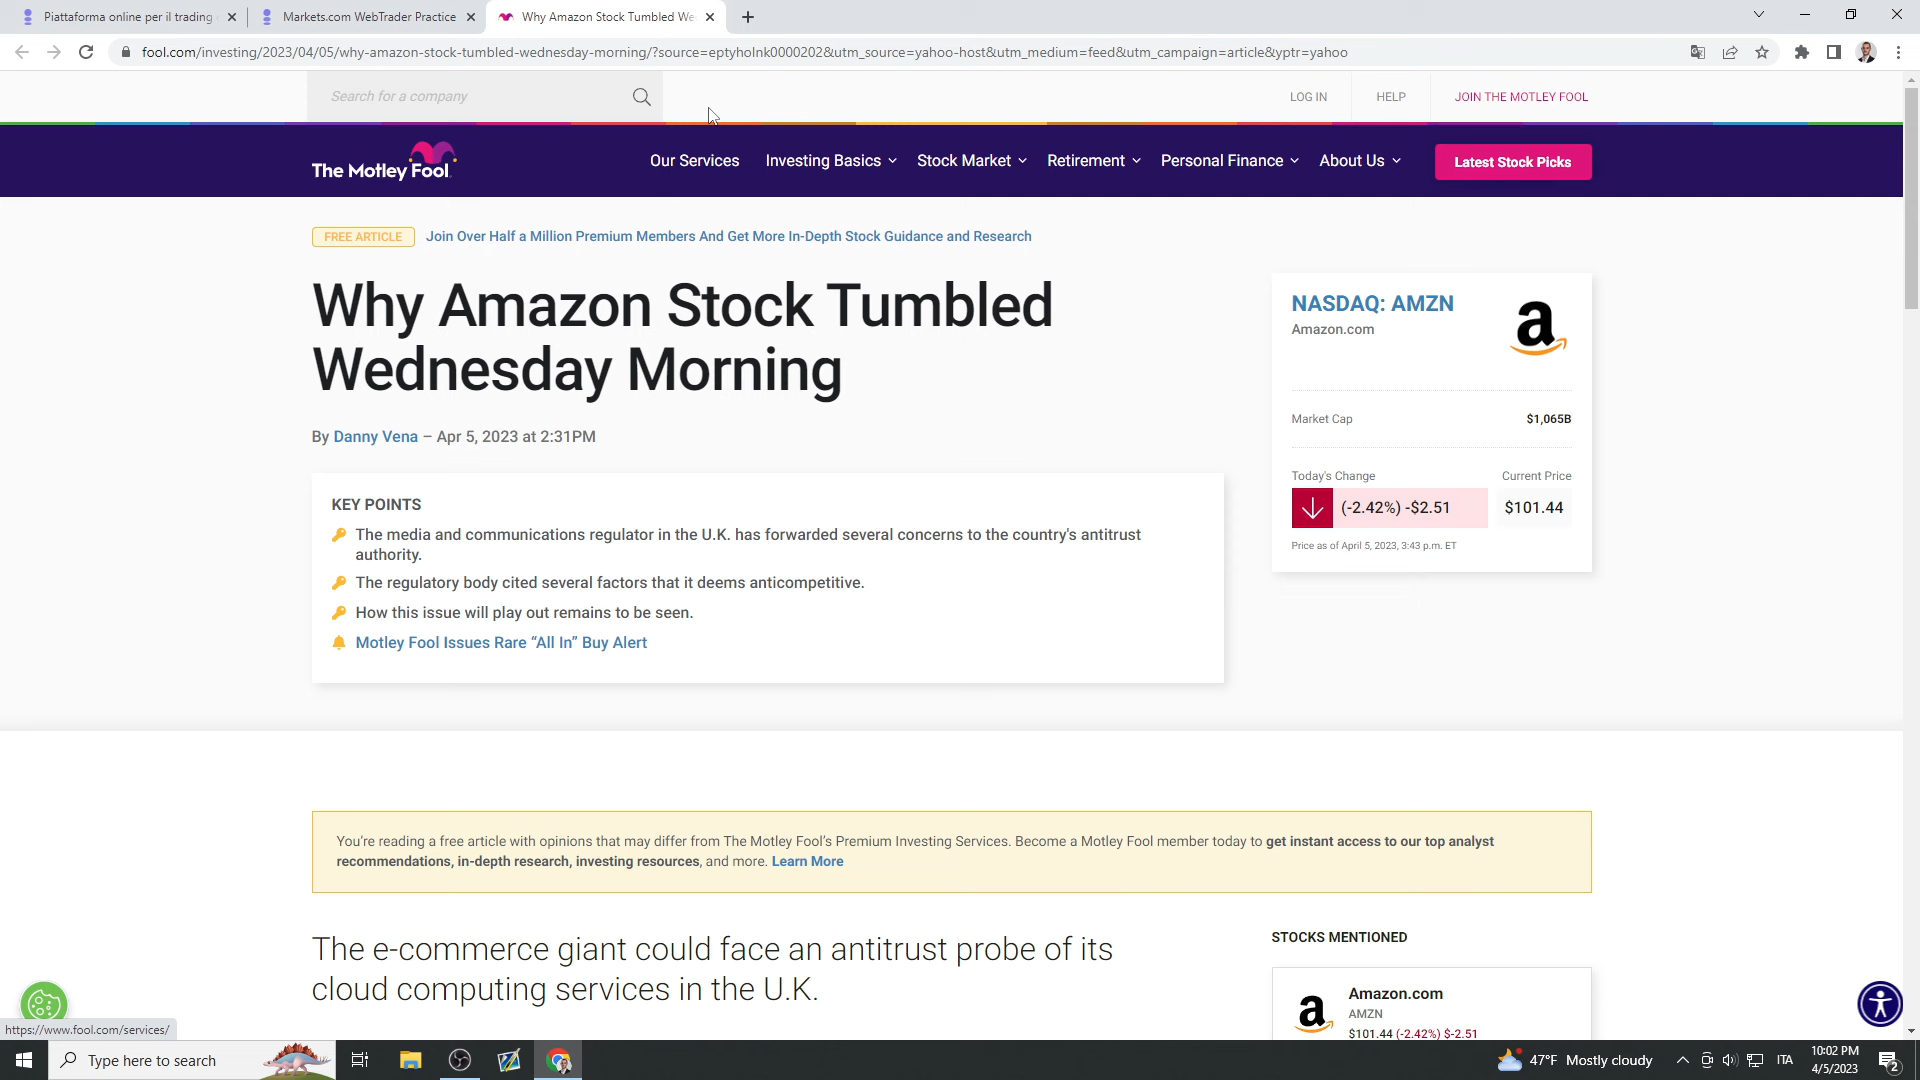 Piattaforma online per il trading
Markets.com WebTrader Practice
Why Amazon Stock Tumbled We
fool.com/investing/2023/04/05/why-amazon-stock-tumbled-wednesday-morning/?source=eptyholnk0000202&utm_source=yahoo-host&utm_medium=feed&utm_campaign=article&yptr=yahoo
Search for a company
LOG IN
HELP
JOIN THE MOTLEY FOOL
The Motley Fool
Our Services
Investing Basics
Stock Market
Retirement
Personal Finance
About Us
Latest Stock Picks
FREE ARTICLE
Join Over Half a Million Premium Members And Get More In-Depth Stock Guidance and Research
Why Amazon Stock Tumbled
Wednesday Morning
By Danny Vena – Apr 5, 2023 at 2:31PM
KEY POINTS
The media and communications regulator in the U.K. has forwarded several concerns to the country's antitrust
authority.
The regulatory body cited several factors that it deems anticompetitive.
How this issue will play out remains to be seen.
Motley Fool Issues Rare “All In” Buy Alert
NASDAQ: AMZN
Amazon.com
a
Market Cap
$1,065B
Today's Change
Current Price
(-2.42%) -$2.51
$101.44
Price as of April 5, 2023, 3:43 p.m. ET
You’re reading a free article with opinions that may differ from The Motley Fool’s Premium Investing Services. Become a Motley Fool member today to get instant access to our top analyst
recommendations, in-depth research, investing resources, and more. Learn More
The e-commerce giant could face an antitrust probe of its
cloud computing services in the U.K.
STOCKS MENTIONED
a
Amazon.com
AMZN
$101.44 (-2.42%) $-2.51
https://www.fool.com/services/
Type here to search
47°F Mostly cloudy
ITA
10:02 PM
4/5/2023
2